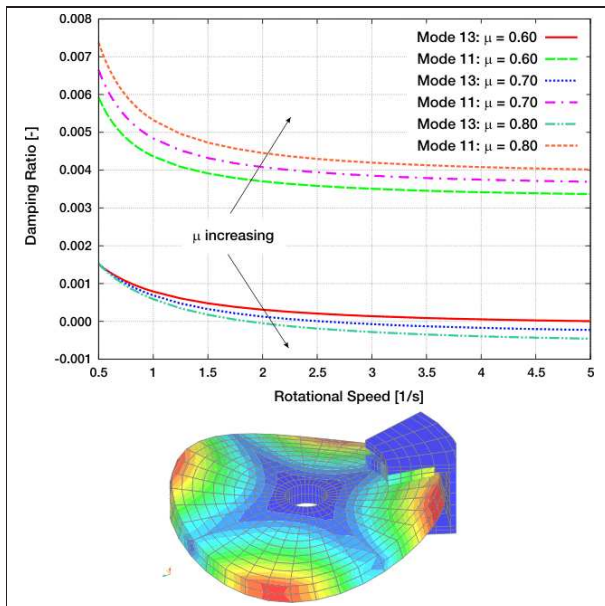 0.008
0.007
0.006
0.005
0.004
0.003
0.002
0.001
0.000
-0.001
Damping Ratio [-]
Mode 13: μ = 0.60
Mode 11: μ = 0.60
Mode 13: μ = 0.70
Mode 11: μ = 0.70
Mode 13: μ = 0.80
Mode 11: μ = 0.80
μ increasing
0.5 1 1.5 2 2.5 3 3.5 4 4.5 5
Rotational Speed [1/s]